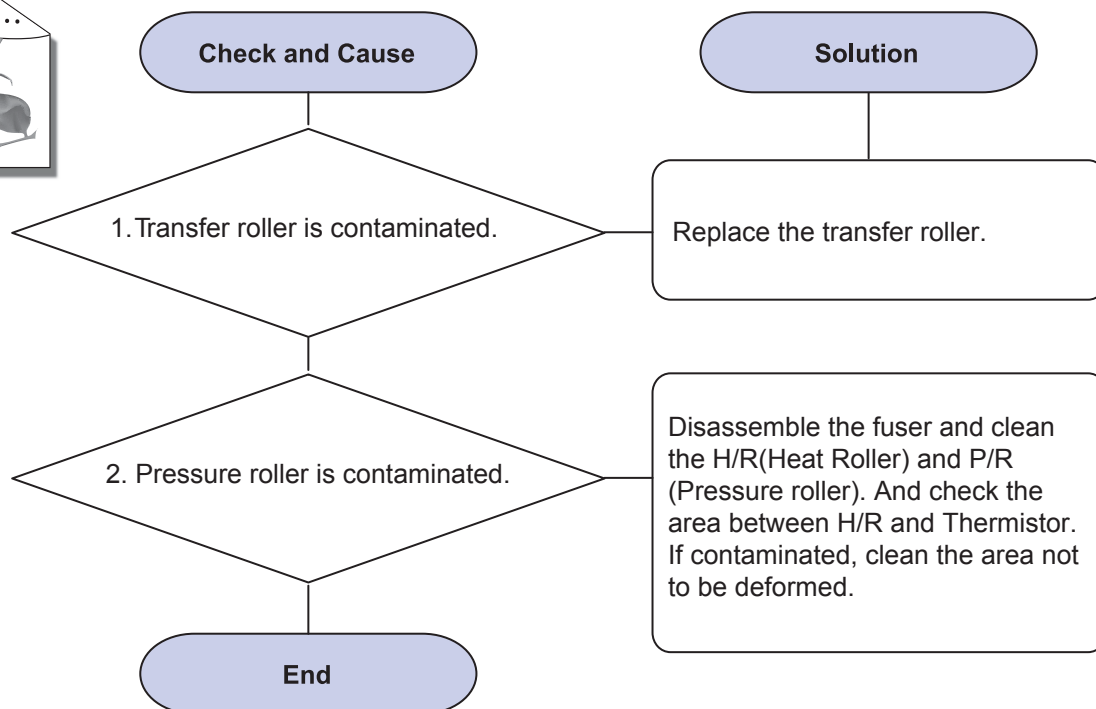 Check and Cause
Solution
1. Transfer roller is contaminated.
Replace the transfer roller.
2. Pressure roller is contaminated.
Disassemble the fuser and clean
the H/R(Heat Roller) and P/R
(Pressure roller). And check the
area between H/R and Thermistor.
If contaminated, clean the area not
to be deformed.
End